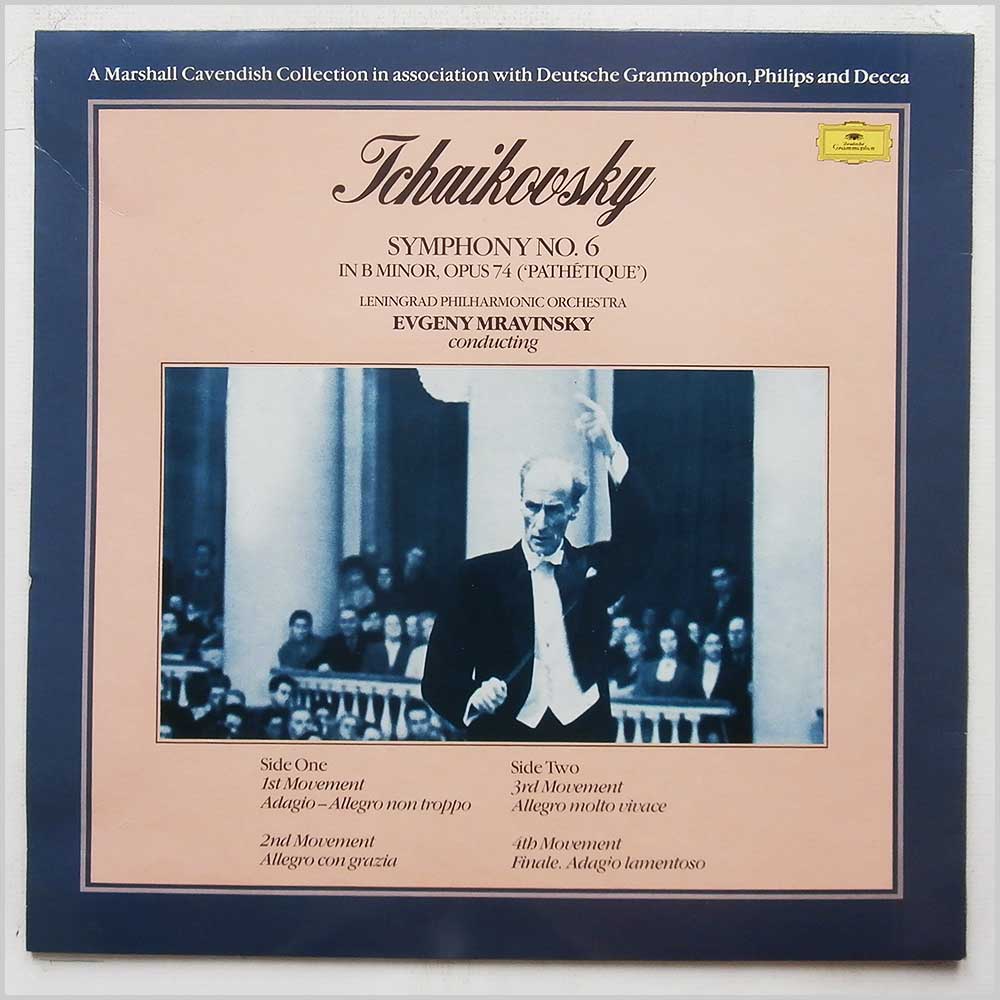 A Marshall Cavendish Collection in association with Deutsche Grammophon, Philips and Decca
Deutsche
Grammophon
Tchaikovsky
SYMPHONY NO. 6
IN B MINOR, OPUS 74 (‘PATHÉTIQUE’)
LENINGRAD PHILHARMONIC ORCHESTRA
EVGENY MRAVINSKY
conducting
Side One
1st Movement
Adagio – Allegro non troppo
2nd Movement
Allegro con grazia
Side Two
3rd Movement
Allegro molto vivace
4th Movement
Finale. Adagio lamentoso